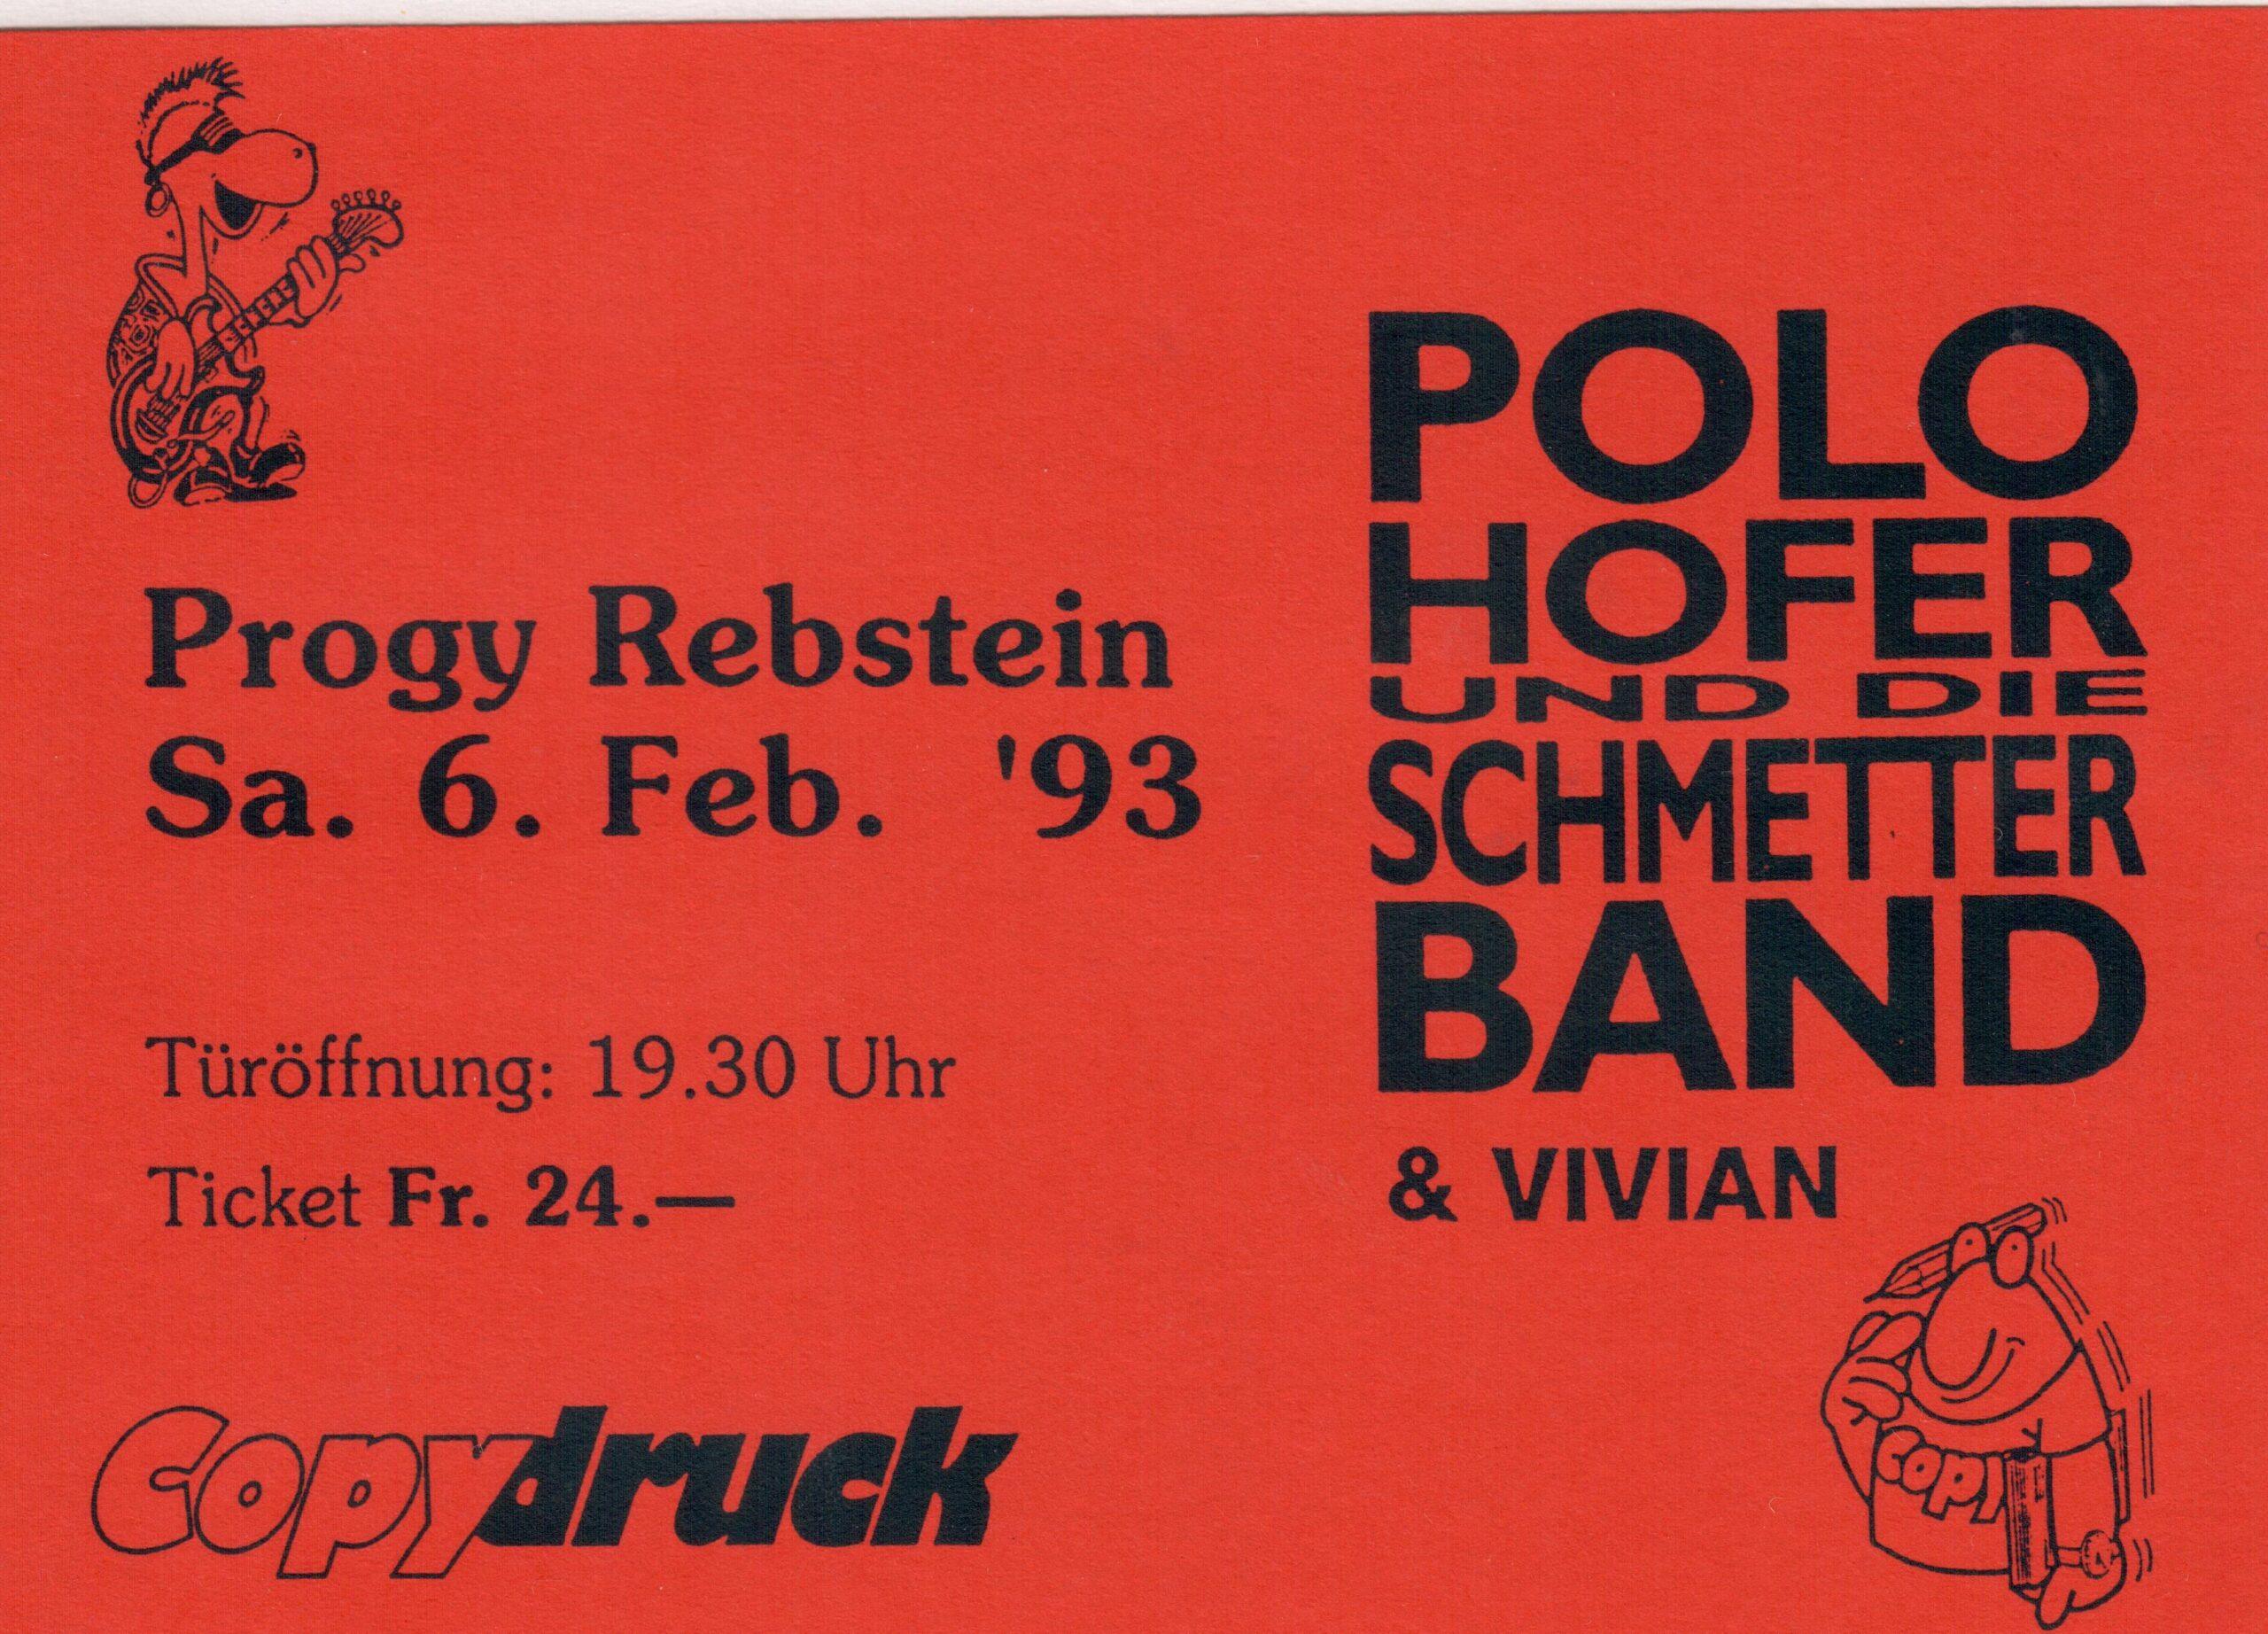 Progy Rebstein
Sa. 6. Feb. '93
Türöffnung: 19.30 Uhr
Ticket Fr. 24.—
Copydruck
POLO
HOFER
UND DIE
SCHMETTER
BAND
& VIVIAN
COPY